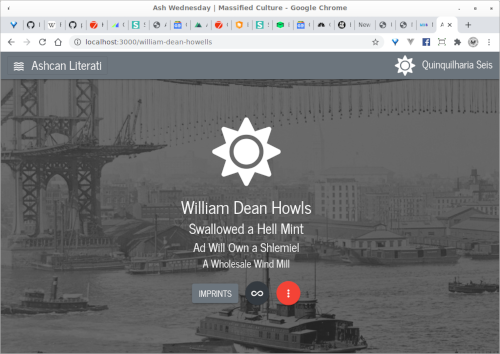 Ash Wednesday | Massified Culture - Google Chrome
localhost:3000/william-dean-howells
Ashcan Literati
Quinquilharia Seis
William Dean Howls
Swallowed a Hell Mint
Ad Will Own a Shlemiel
A Wholesale Wind Mill
IMPRINTS